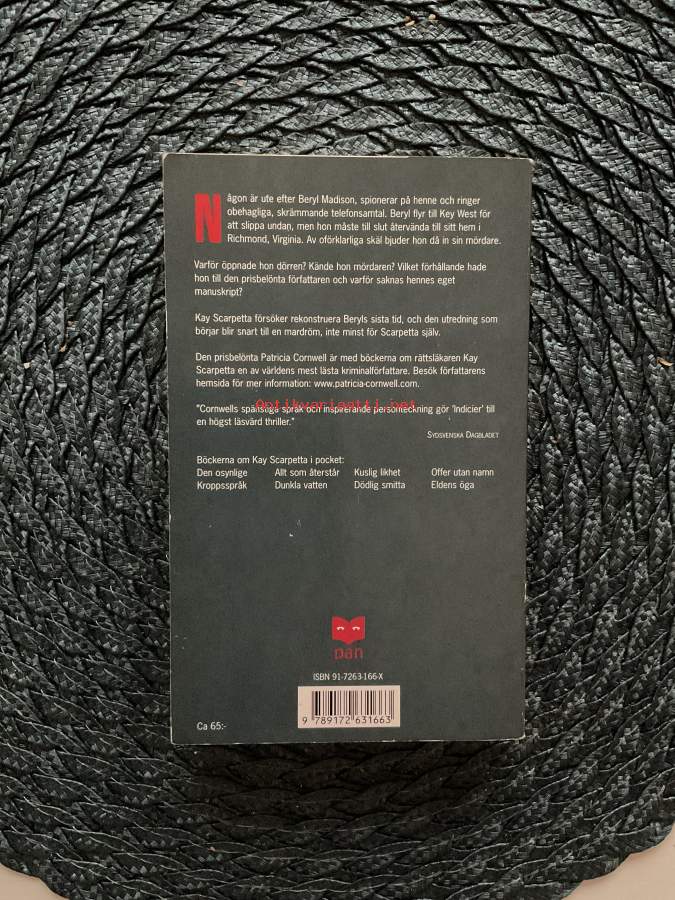 Någon är ute efter Beryl Madison, spionerar på henne och ringer
obehagliga, skrämmande telefonsamtal. Beryl flyr till Key West för
att slippa undan, men hon måste till slut återvända till sitt hem i
Richmond, Virginia. Av oförklarliga skäl bjuder hon då in sin mördare.
Varför öppnade hon dörren? Kände hon mördaren? Vilket förhållande hade
hon till den prisbelönta författaren och varför saknas hennes eget
manuskript?
Kay Scarpetta försöker rekonstruera Beryls sista tid, och den utredning som
börjar blir snart till en mardröm, inte minst för Scarpetta själv.
Den prisbelönta Patricia Cornwell är med böckerna om rättsläkaren Kay
Scarpetta en av världens mest lästa kriminalförfattare. Besök författarens
hemsida för mer information: www.patricia-cornwell.com.
Antikvariaatti.net
"Cornwells spänstiga språk och inspirerande personteckning gör 'Indicier' till
en högst läsvärd thriller."
SYDSVENSKA DAGBLADET
Böckerna om Kay Scarpetta i pocket:
Den osynlige Allt som återstår Kuslig likhet Offer utan namn
Kroppsspråk Dunkla vatten Dödlig smitta Eldens öga
pan
ISBN 91-7263-166-X
9 789172 631663
Ca 65:-